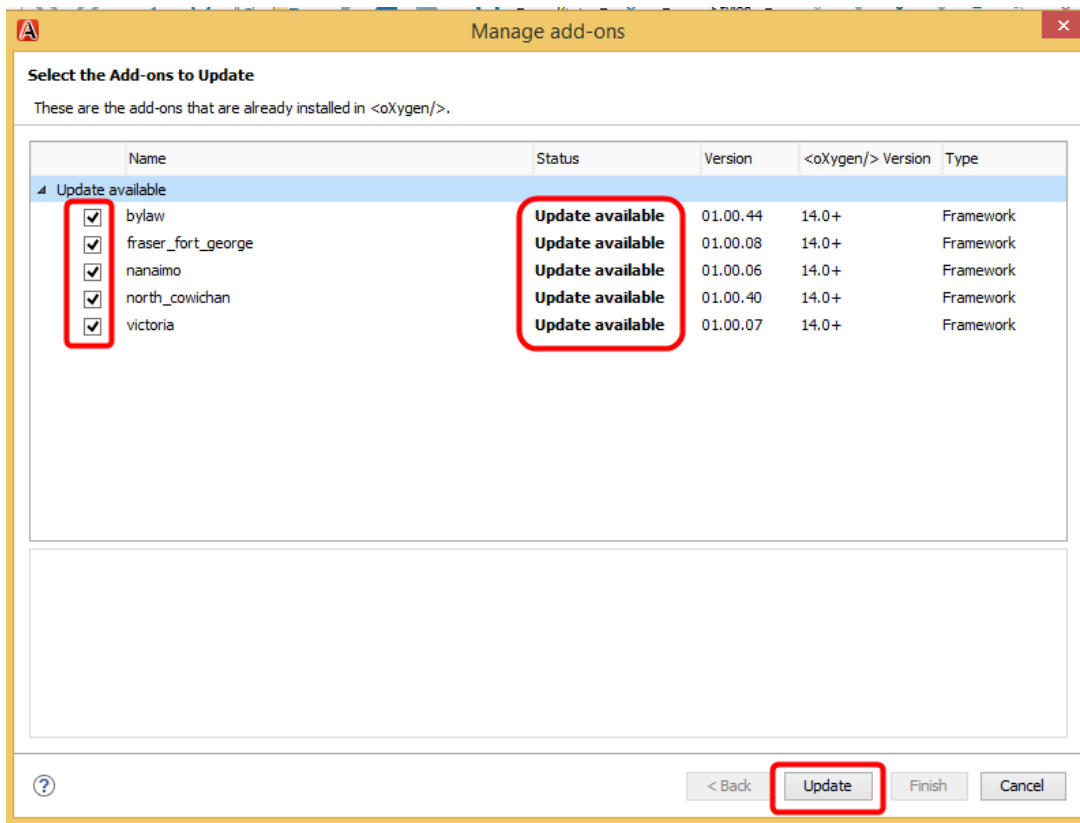 Manage add-ons
Select the Add-ons to Update
These are the add-ons that are already installed in <oXygen/>.
Name Status Version <oXygen/> Version Type
Update available
bylaw Update available 01.00.44 14.0+ Framework
fraser_fort_george Update available 01.00.08 14.0+ Framework
nanaimo Update available 01.00.06 14.0+ Framework
north_cowichan Update available 01.00.40 14.0+ Framework
victoria Update available 01.00.07 14.0+ Framework
? < Back Update Finish Cancel